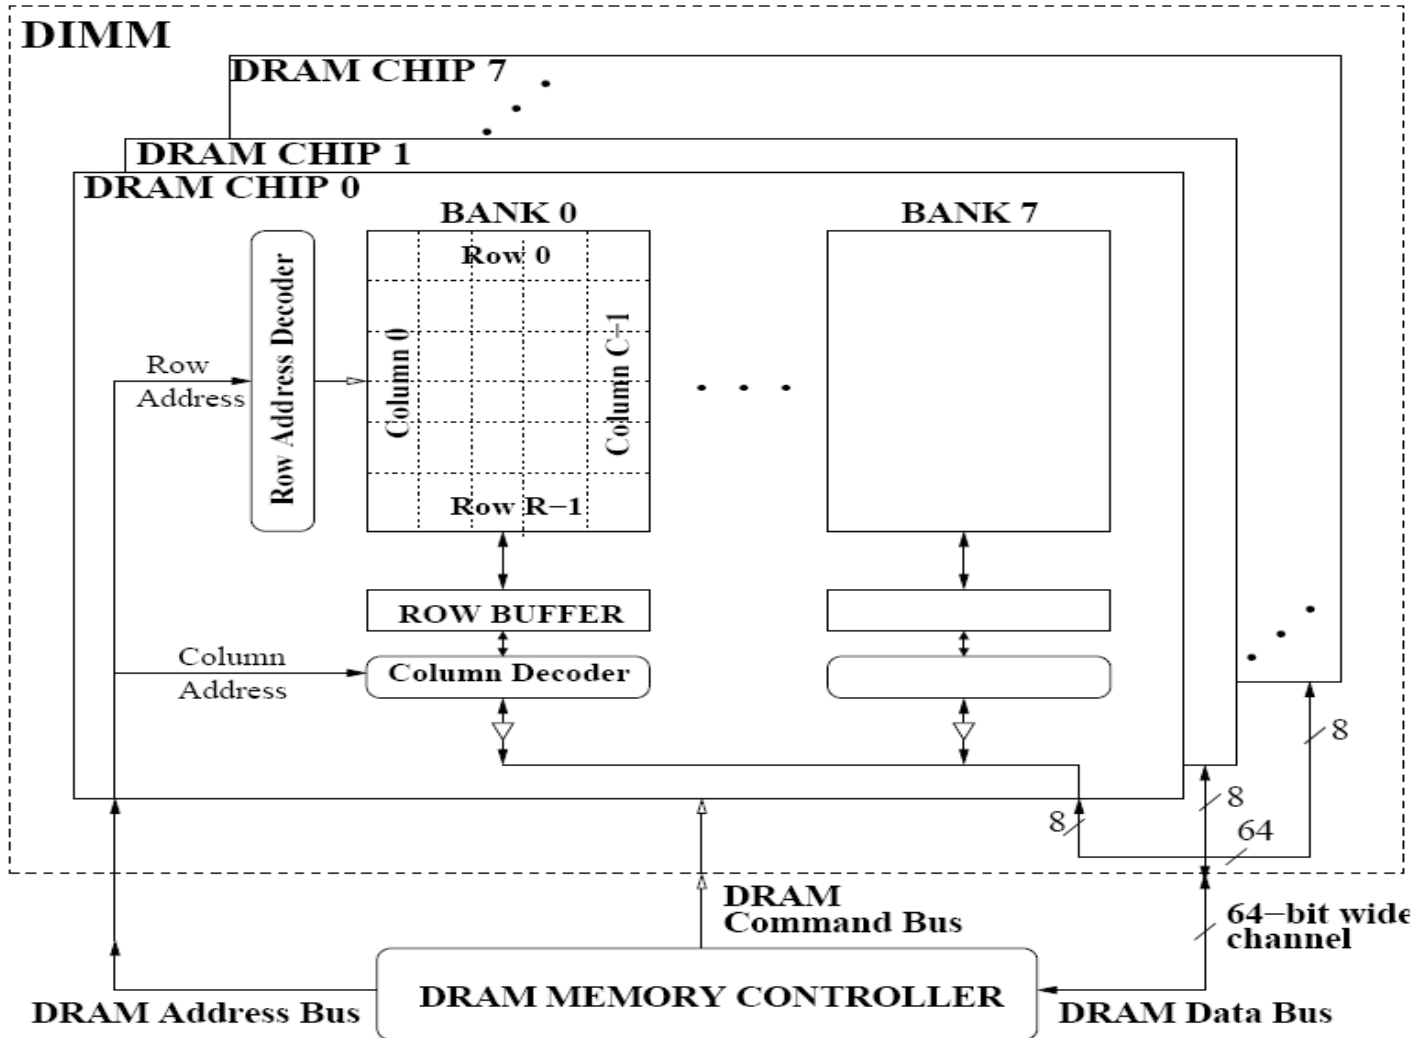 DIMM
DRAM CHIP 7
DRAM CHIP 1
DRAM CHIP 0
BANK 0
BANK 7
Row Address Decoder
Row 0
Column 0
Column C−1
Row R−1
Row
Address
ROW BUFFER
Column
Address
Column Decoder
8
8
8
64
DRAM
Command Bus
64−bit wide
channel
DRAM MEMORY CONTROLLER
DRAM Address Bus
DRAM Data Bus